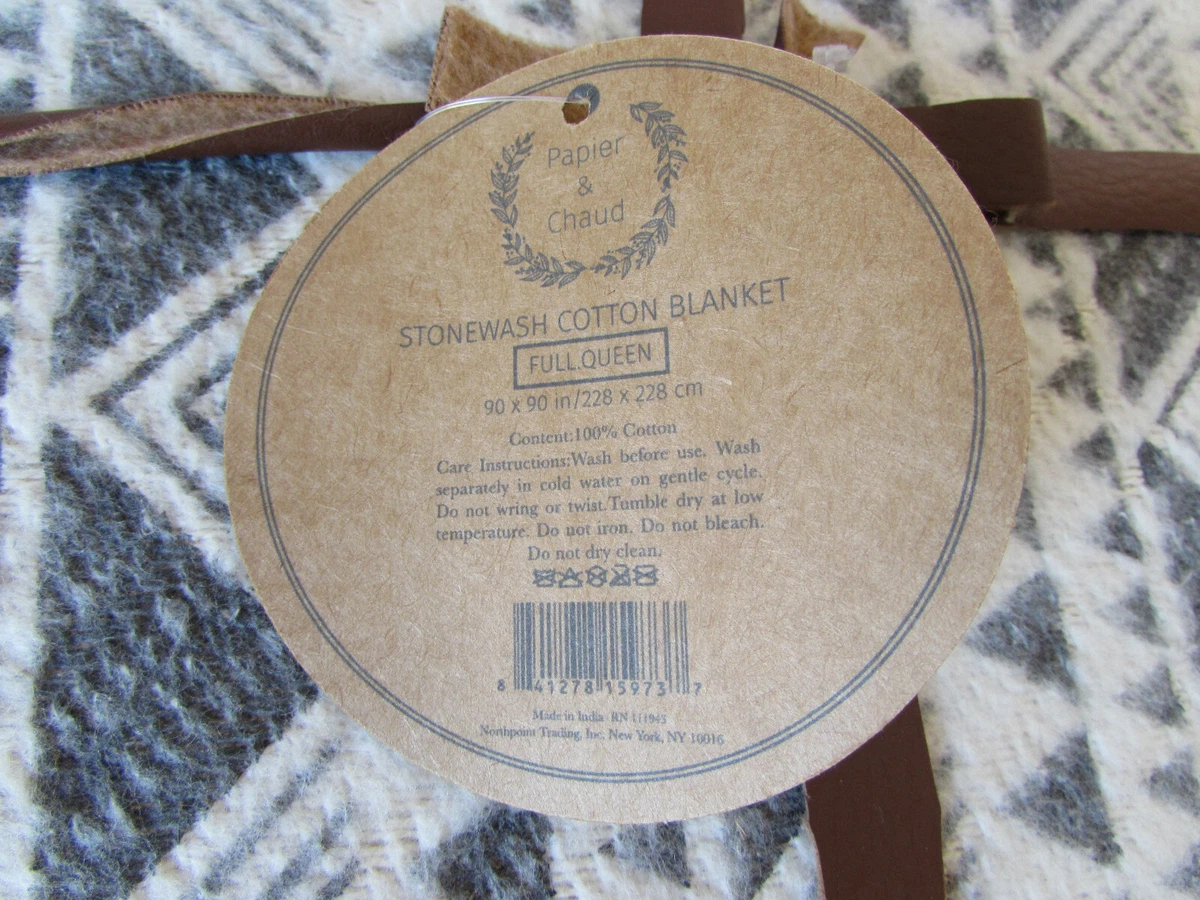 Papier
&
Chaud
STONEWASH COTTON BLANKET
FULL.QUEEN
90 x 90 in/228 x 228 cm
Content:100% Cotton
Care Instructions:Wash before use. Wash
separately in cold water on gentle cycle.
Do not wring or twist.Tumble dry at low
temperature. Do not iron. Do not bleach.
Do not dry clean.
8 41278 15973 7
Made in India RN 111945
Northpoint Trading, Inc. New York, NY 10016